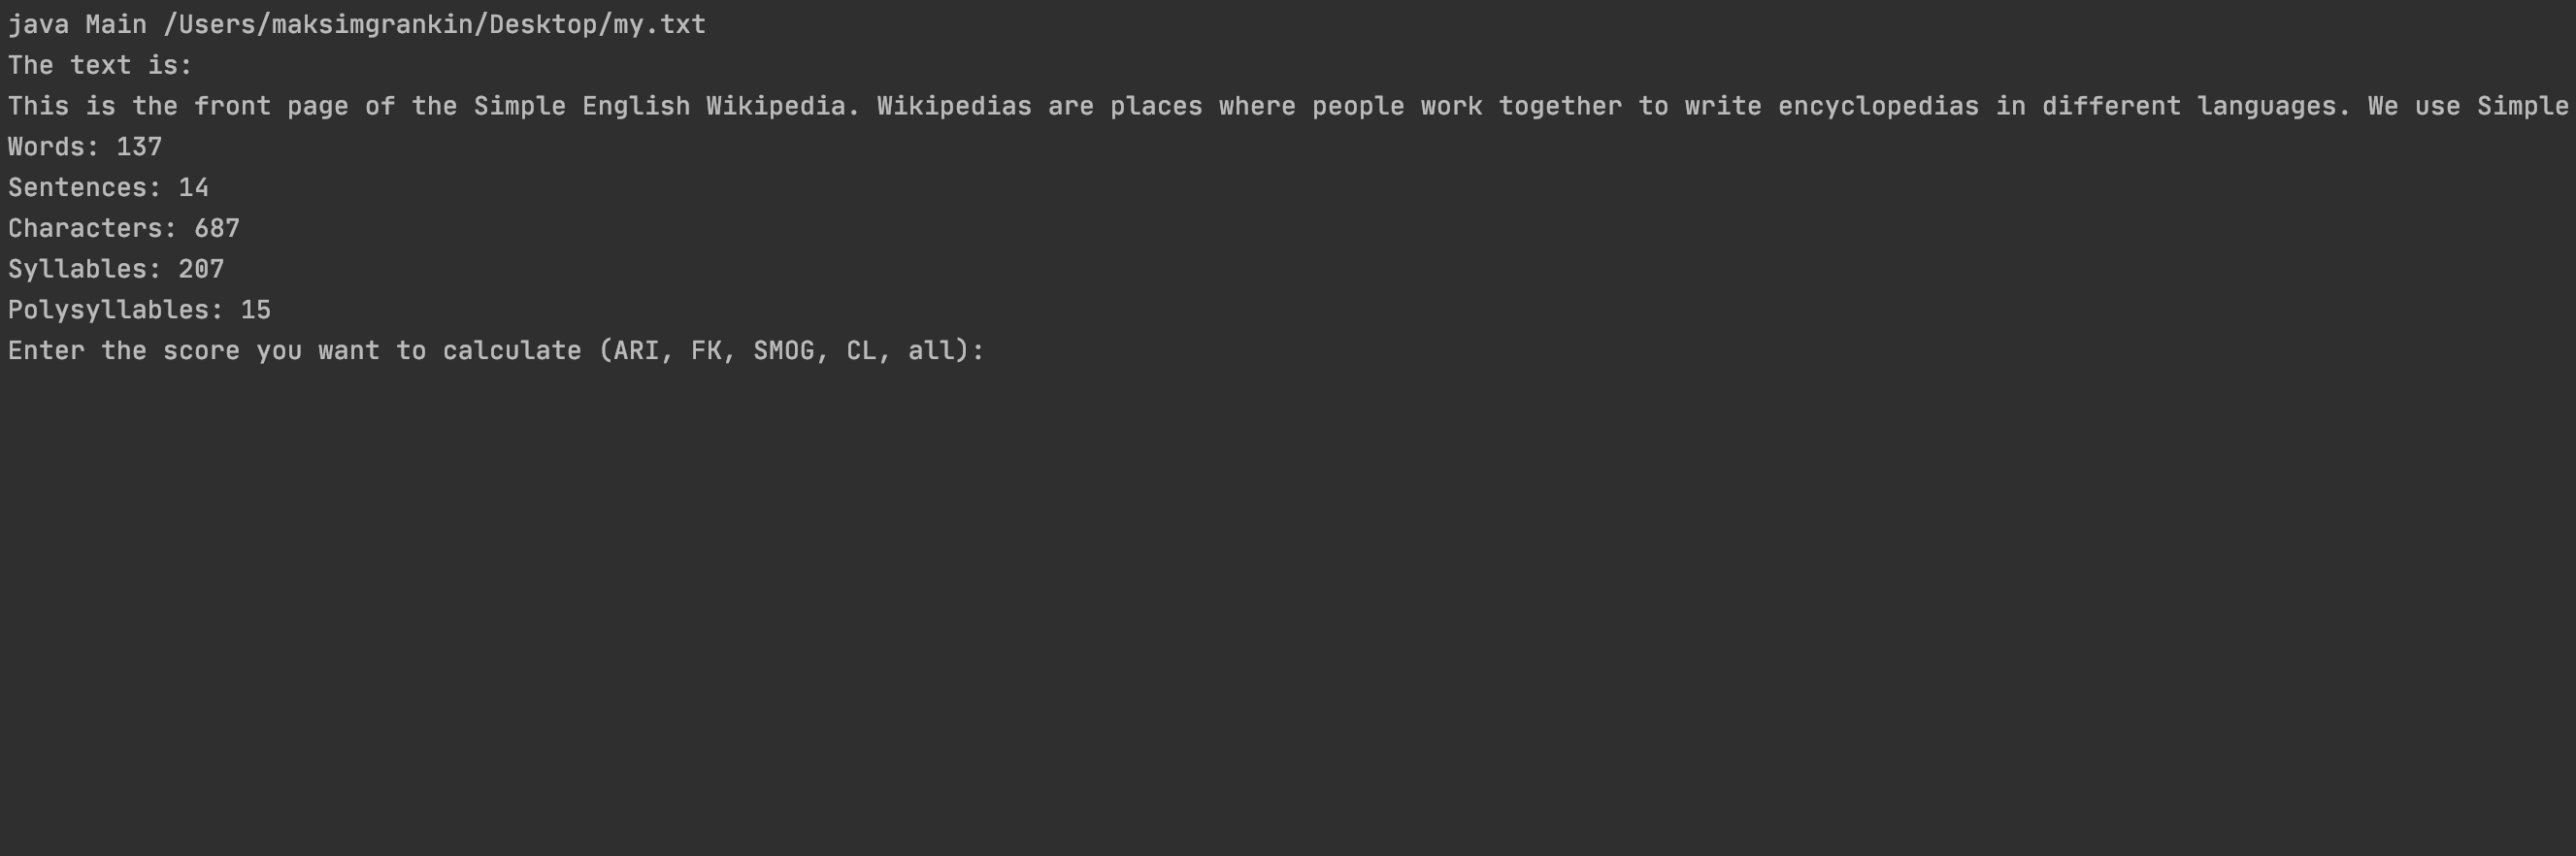 java Main /Users/maksimgrankin/Desktop/my.txt
The text is:
This is the front page of the Simple English Wikipedia. Wikipedias are places where people work together to write encyclopedias in different languages. We use Simple
Words: 137
Sentences: 14
Characters: 687
Syllables: 207
Polysyllables: 15
Enter the score you want to calculate (ARI, FK, SMOG, CL, all):